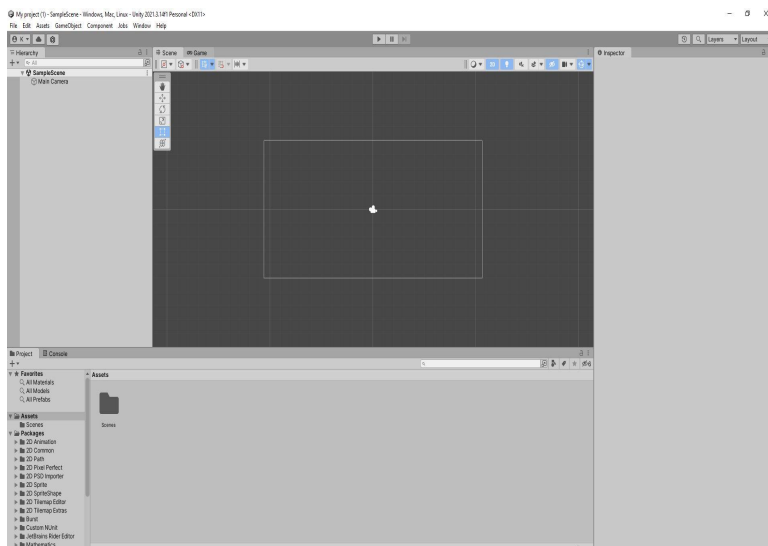 My project (1) - SampleScene - Windows, Mac, Linux - Unity 2021.3.14f1 Personal <DX11>
File Edit Assets GameObject Component Jobs Window Help
K
Layers Layout
Hierarchy
All
SampleScene
Main Camera
Scene Game
Inspector
Project Console
Favorites
All Materials
All Models
All Prefabs
Assets
Scenes
Packages
2D Animation
2D Common
2D Path
2D Pixel Perfect
2D PSD Importer
2D Sprite
2D SpriteShape
2D Tilemap Editor
2D Tilemap Extras
Burst
Custom NUnit
JetBrains Rider Editor
Mathematics
Assets
Scenes